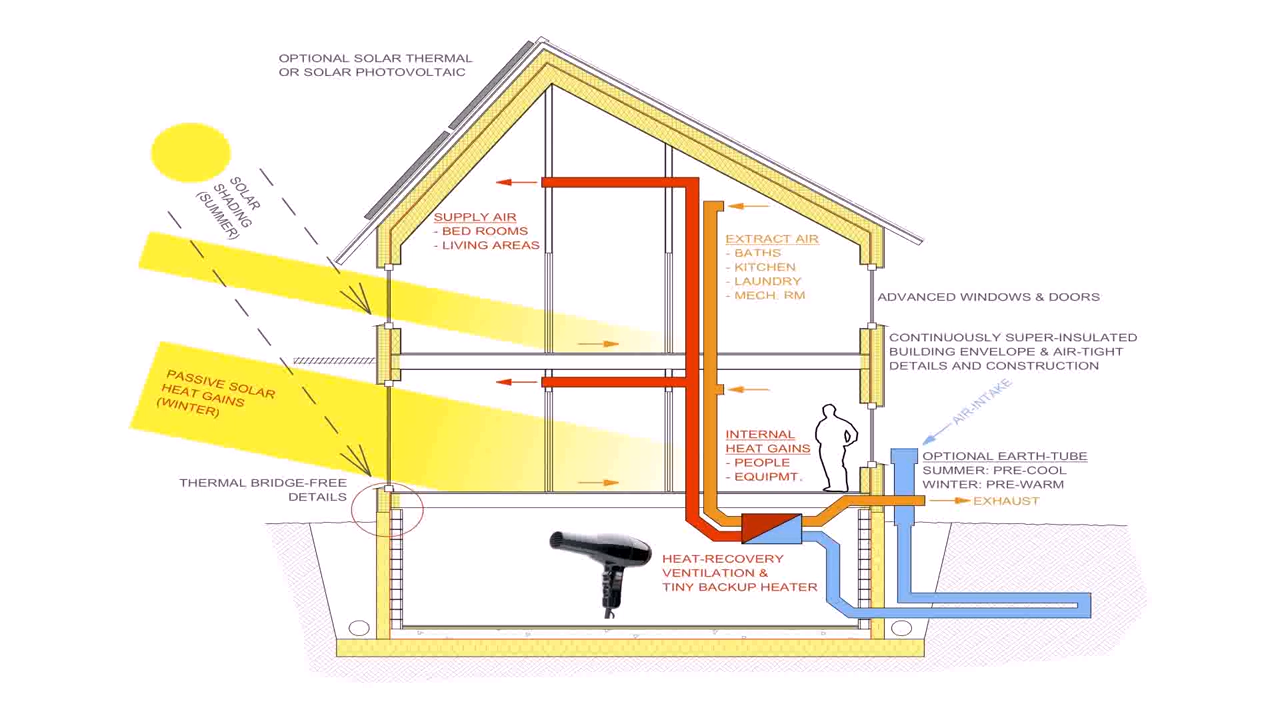 OPTIONAL SOLAR THERMAL
OR SOLAR PHOTOVOLTAIC
SOLAR
SHADING
(SUMMER)
SUPPLY AIR
- BED ROOMS
- LIVING AREAS
EXTRACT AIR
- BATHS
- KITCHEN
- LAUNDRY
- MECH. RM
ADVANCED WINDOWS & DOORS
CONTINUOUSLY SUPER-INSULATED
BUILDING ENVELOPE & AIR-TIGHT
DETAILS AND CONSTRUCTION
PASSIVE SOLAR
HEAT GAINS
(WINTER)
AIR-INTAKE
INTERNAL
HEAT GAINS
- PEOPLE
- EQUIPMT.
OPTIONAL EARTH-TUBE
SUMMER: PRE-COOL
WINTER: PRE-WARM
EXHAUST
THERMAL BRIDGE-FREE
DETAILS
HEAT-RECOVERY
VENTILATION &
TINY BACKUP HEATER